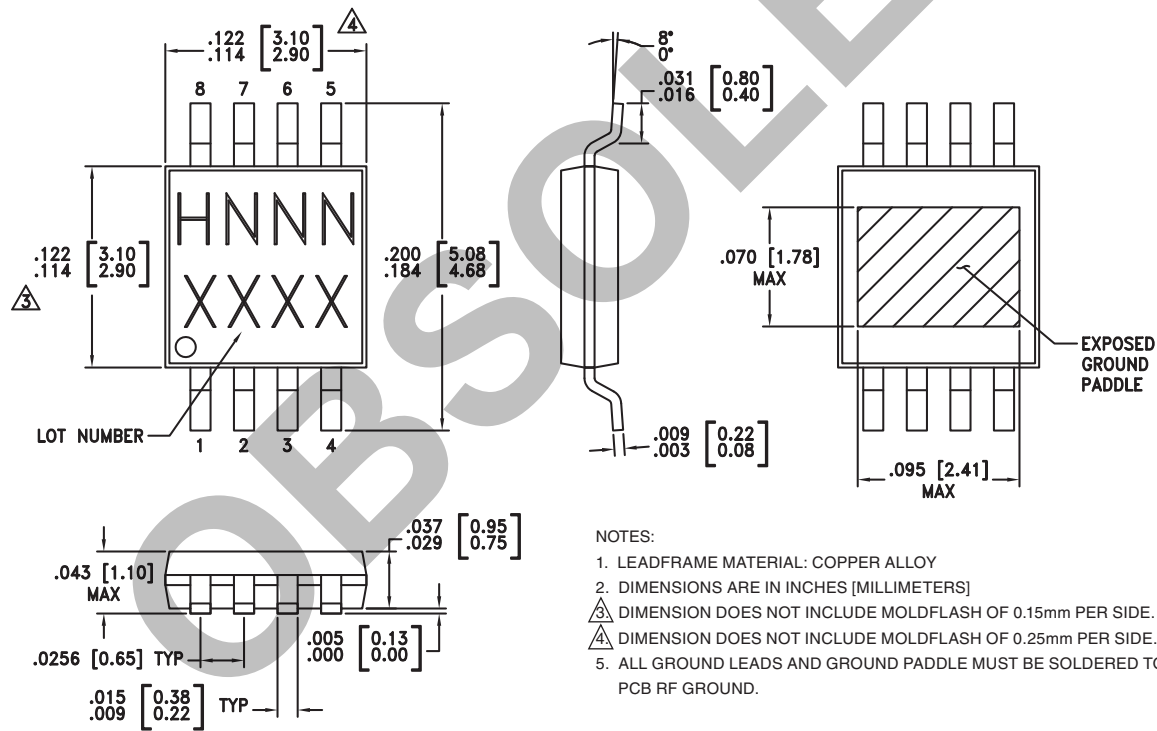 .122 [3.10]
.114 [2.90]
4
8 7 6 5
.122 [3.10]
.114 [2.90]
3
HNNN
XXXX
.200 [5.08]
.184 [4.68]
LOT NUMBER
1 2 3 4
8°
0°
.031 [0.80]
.016 [0.40]
.009 [0.22]
.003 [0.08]
.070 [1.78]
MAX
EXPOSED
GROUND
PADDLE
.095 [2.41]
MAX
.037 [0.95]
.029 [0.75]
.043 [1.10]
MAX
.005 [0.13]
.000 [0.00]
.0256 [0.65] TYP
.015 [0.38]
.009 [0.22]
TYP
NOTES:
1. LEADFRAME MATERIAL: COPPER ALLOY
2. DIMENSIONS ARE IN INCHES [MILLIMETERS]
3. DIMENSION DOES NOT INCLUDE MOLDFLASH OF 0.15mm PER SIDE.
4. DIMENSION DOES NOT INCLUDE MOLDFLASH OF 0.25mm PER SIDE.
5. ALL GROUND LEADS AND GROUND PADDLE MUST BE SOLDERED TO
PCB RF GROUND.
OBSOLE